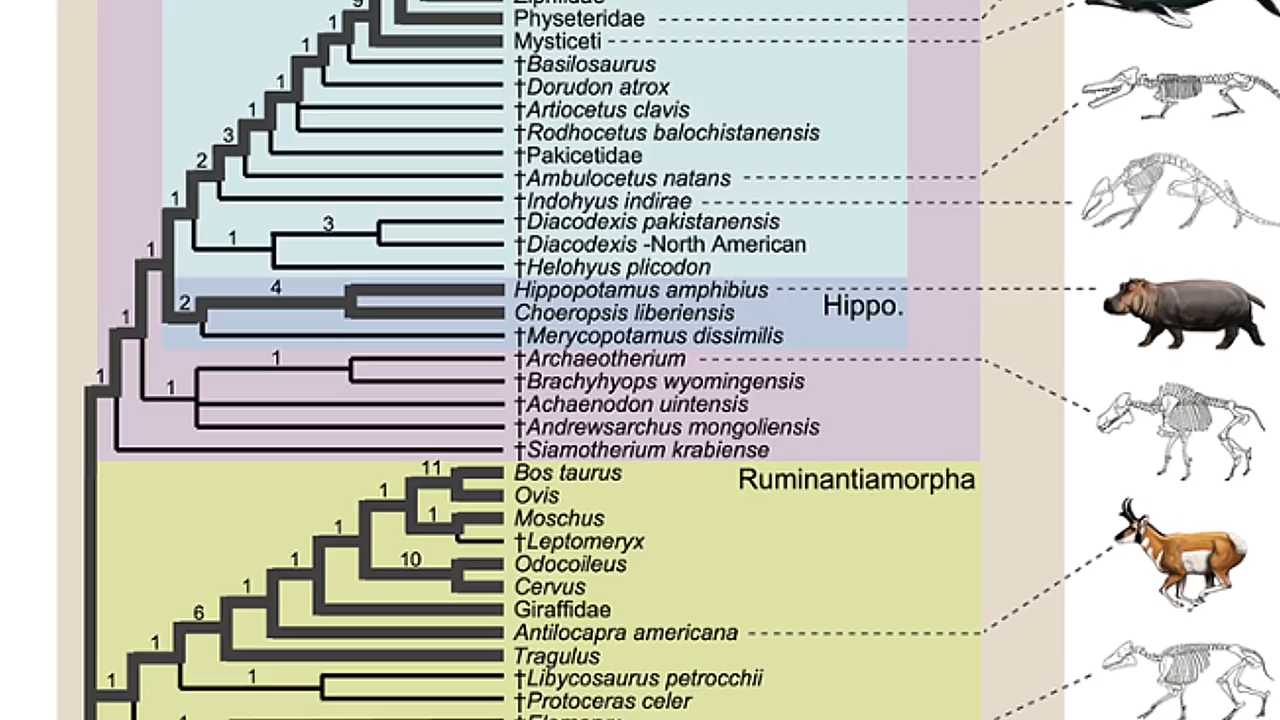 Physeteridae
1
Mysticeti
1
†Basilosaurus
1
†Dorudon atrox
1
†Artiocetus clavis
3
†Rodhocetus balochistanensis
†Pakicetidae
2
†Ambulocetus natans
1
†Indohyus indirae
3
†Diacodexis pakistanensis
1
†Diacodexis -North American
1
†Helohyus plicodon
4
Hippopotamus amphibius
2
Hippo.
Choeropsis liberiensis
1
†Merycopotamus dissimilis
1
†Archaeotherium
1
†Brachyhyops wyomingensis
1
†Achaenodon uintensis
†Andrewsarchus mongoliensis
†Siamotherium krabiense
11
Bos taurus
Ruminantiamorpha
1
Ovis
1
Moschus
1
†Leptomeryx
10
Odocoileus
1
Cervus
1
Giraffidae
6
Antilocapra americana
1
Tragulus
1
1
†Libycosaurus petrocchii
†Protoceras celer